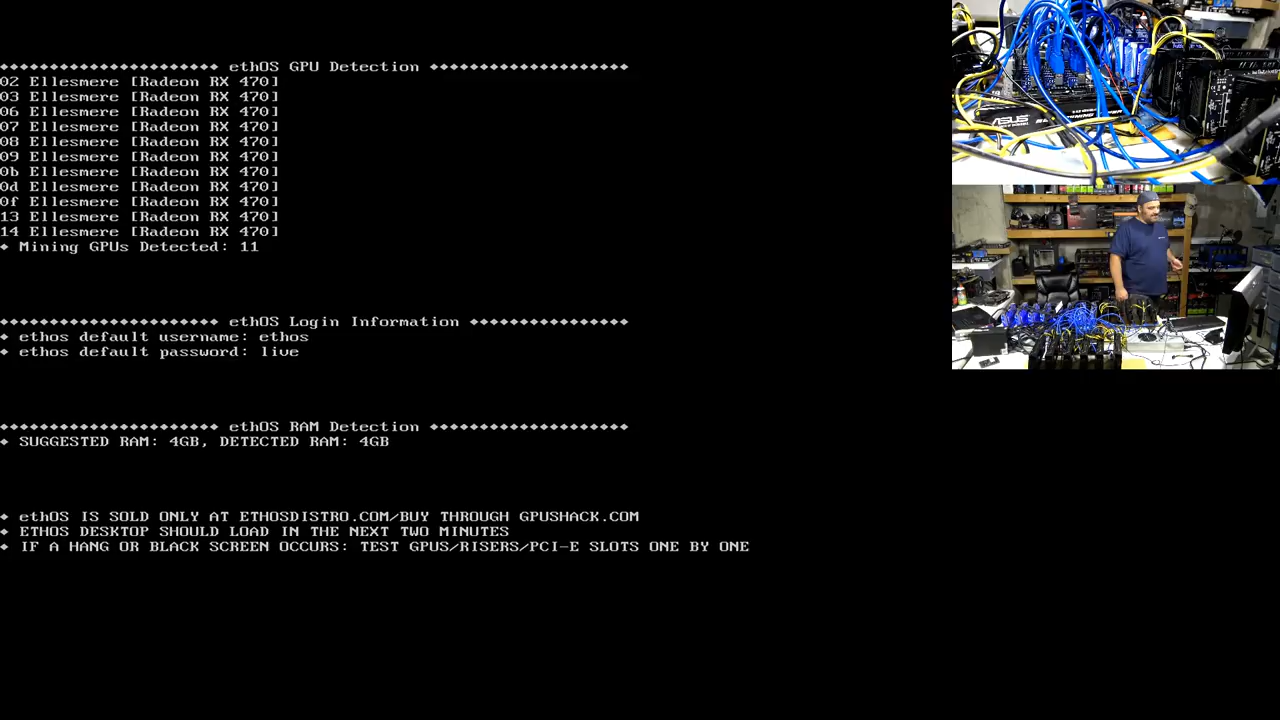 ♦♦♦♦♦♦♦♦♦♦♦♦♦♦♦♦♦♦♦♦♦♦ ethOS GPU Detection ♦♦♦♦♦♦♦♦♦♦♦♦♦♦♦♦♦♦♦♦
02 Ellesmere [Radeon RX 470]
03 Ellesmere [Radeon RX 470]
06 Ellesmere [Radeon RX 470]
07 Ellesmere [Radeon RX 470]
08 Ellesmere [Radeon RX 470]
09 Ellesmere [Radeon RX 470]
0b Ellesmere [Radeon RX 470]
0d Ellesmere [Radeon RX 470]
0f Ellesmere [Radeon RX 470]
13 Ellesmere [Radeon RX 470]
14 Ellesmere [Radeon RX 470]
♦ Mining GPUs Detected: 11
♦♦♦♦♦♦♦♦♦♦♦♦♦♦♦♦♦♦♦♦♦♦ ethOS Login Information ♦♦♦♦♦♦♦♦♦♦♦♦♦♦♦♦
♦ ethos default username: ethos
♦ ethos default password: live
♦♦♦♦♦♦♦♦♦♦♦♦♦♦♦♦♦♦♦♦♦♦ ethOS RAM Detection ♦♦♦♦♦♦♦♦♦♦♦♦♦♦♦♦♦♦♦♦
♦ SUGGESTED RAM: 4GB, DETECTED RAM: 4GB
♦ ethOS IS SOLD ONLY AT ETHOSDISTRO.COM/BUY THROUGH GPUSHACK.COM
♦ ETHOS DESKTOP SHOULD LOAD IN THE NEXT TWO MINUTES
♦ IF A HANG OR BLACK SCREEN OCCURS: TEST GPUS/RISERS/PCI-E SLOTS ONE BY ONE
ASUS